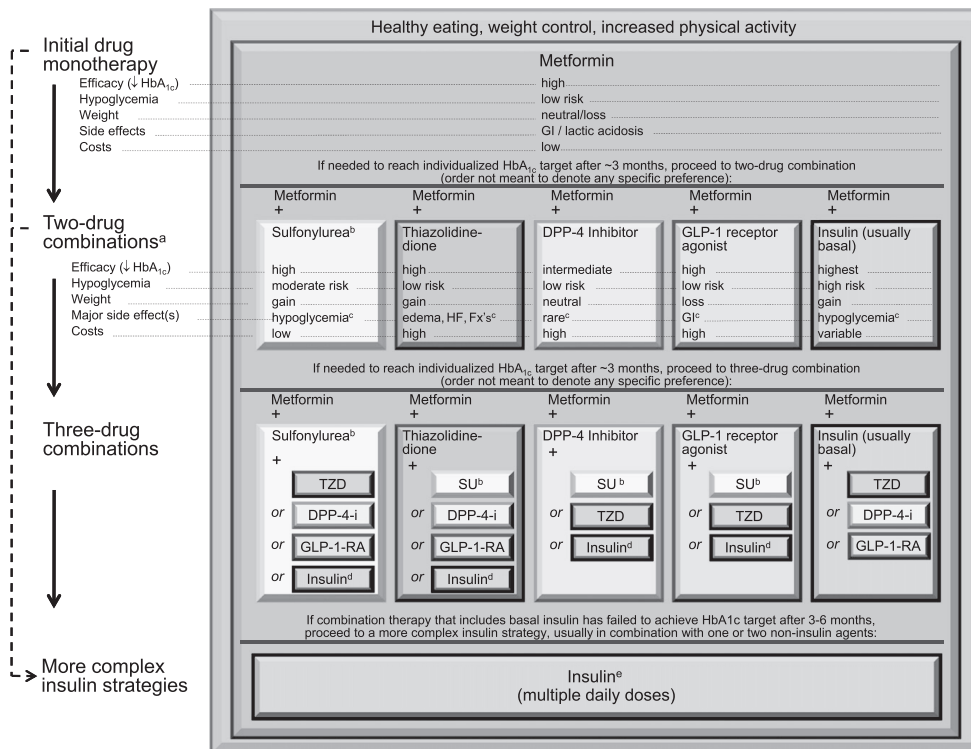 Healthy eating, weight control, increased physical activity
Initial drug
monotherapy
Metformin
Efficacy (↓ HbA1c) high
Hypoglycemia low risk
Weight neutral/loss
Side effects GI / lactic acidosis
Costs low
If needed to reach individualized HbA1c target after ~3 months, proceed to two-drug combination
(order not meant to denote any specific preference):
Metformin Metformin Metformin Metformin Metformin
+ + + + +
Two-drug
combinationsᵃ
Sulfonylureaᵇ Thiazolidine- DPP-4 Inhibitor GLP-1 receptor Insulin (usually
dione agonist basal)
Efficacy (↓ HbA1c) high high intermediate high highest
Hypoglycemia moderate risk low risk low risk low risk high risk
Weight gain gain neutral loss gain
Major side effect(s) hypoglycemiaᶜ edema, HF, Fx'sᶜ rareᶜ GIᶜ hypoglycemiaᶜ
Costs low high high high variable
If needed to reach individualized HbA1c target after ~3 months, proceed to three-drug combination
(order not meant to denote any specific preference):
Metformin Metformin Metformin Metformin Metformin
+ + + + +
Three-drug
combinations
Sulfonylureaᵇ Thiazolidine- DPP-4 Inhibitor GLP-1 receptor Insulin (usually
dione agonist basal)
+ + + + +
TZD SUᵇ SUᵇ SUᵇ TZD
or DPP-4-i or DPP-4-i or TZD or TZD or DPP-4-i
or GLP-1-RA or GLP-1-RA or Insulinᵈ or Insulinᵈ or GLP-1-RA
or Insulinᵈ or Insulinᵈ
If combination therapy that includes basal insulin has failed to achieve HbA1c target after 3-6 months,
proceed to a more complex insulin strategy, usually in combination with one or two non-insulin agents:
More complex
insulin strategies
Insulinᵉ
(multiple daily doses)